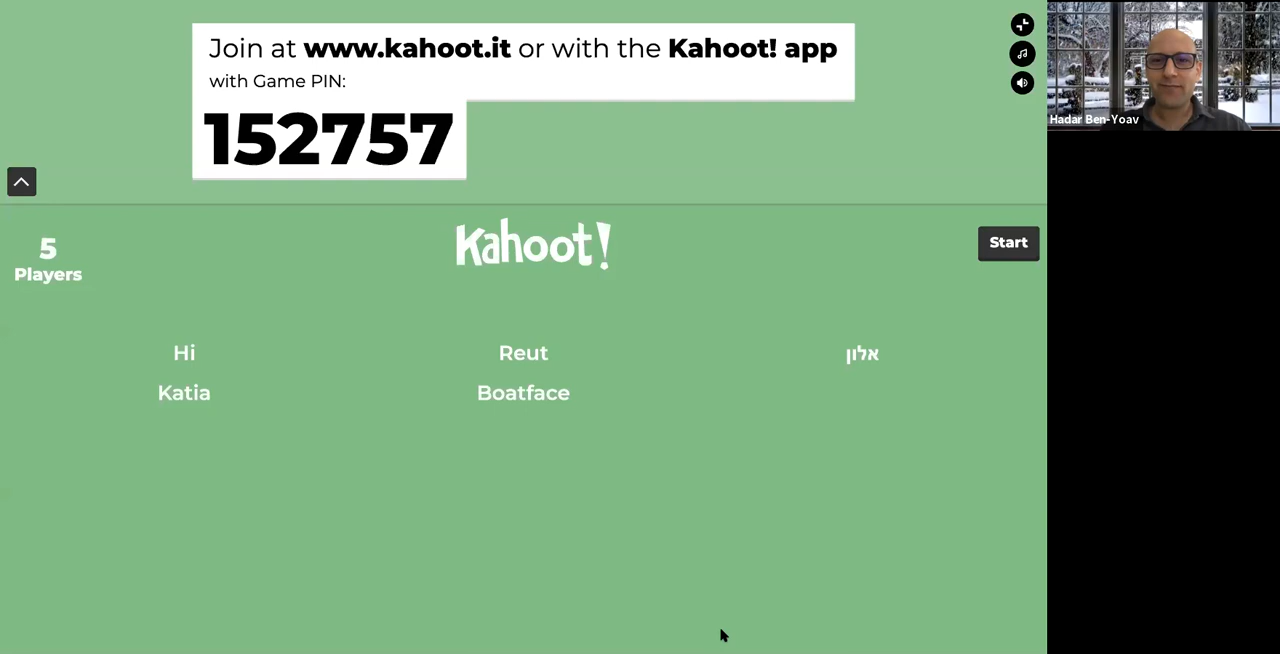 Join at www.kahoot.it or with the Kahoot! app
with Game PIN:
152757
Hadar Ben-Yoav
5
Players
Kahoot!
Start
Hi
Reut
אלון
Katia
Boatface